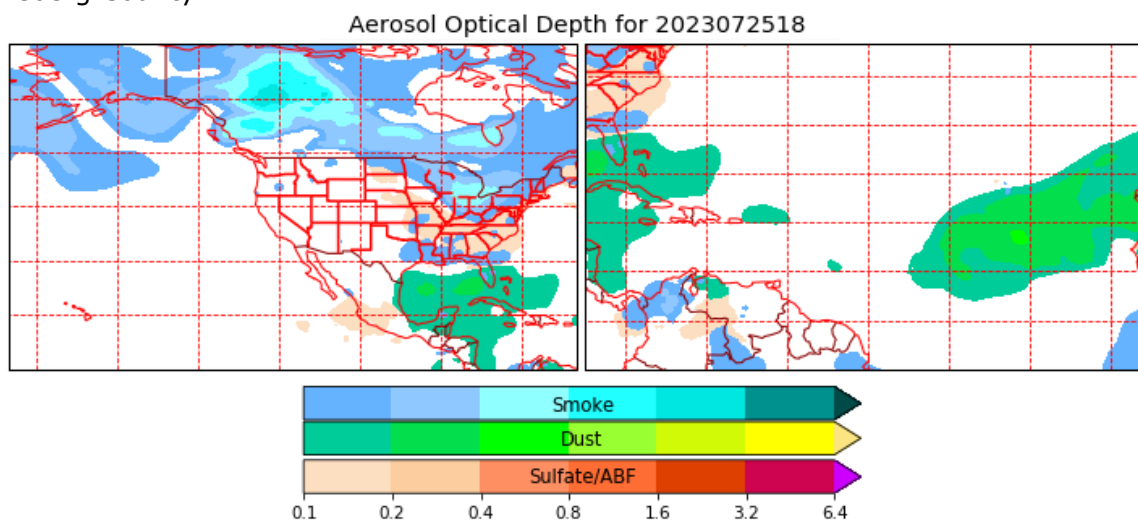 Aerosol Optical Depth for 2023072518
Smoke
Dust
Sulfate/ABF
0.1 0.2 0.4 0.8 1.6 3.2 6.4